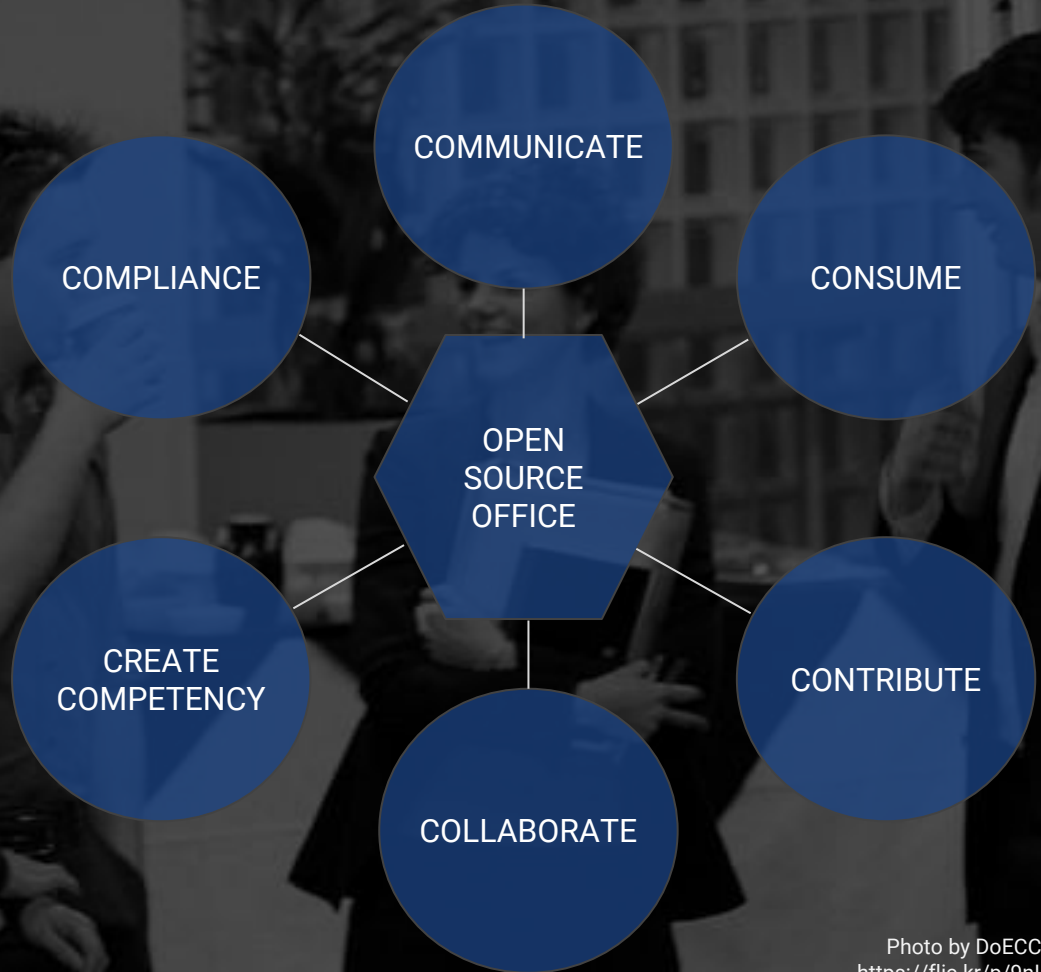 COMMUNICATE
COMPLIANCE
CONSUME
OPEN
SOURCE
OFFICE
CREATE
COMPETENCY
CONTRIBUTE
COLLABORATE
Photo by DoECC